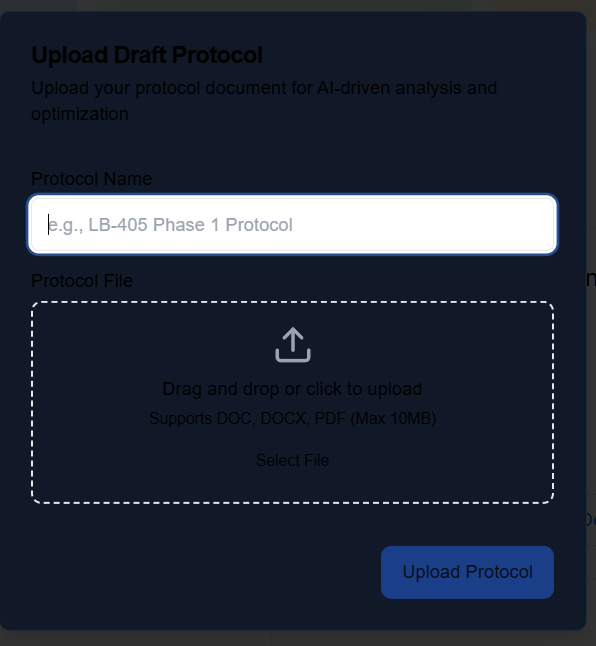 Upload Draft Protocol
Upload your protocol document for AI-driven analysis and
optimization
Protocol Name
e.g., LB-405 Phase 1 Protocol
Protocol File
Drag and drop or click to upload
Supports DOC, DOCX, PDF (Max 10MB)
Select File
Upload Protocol